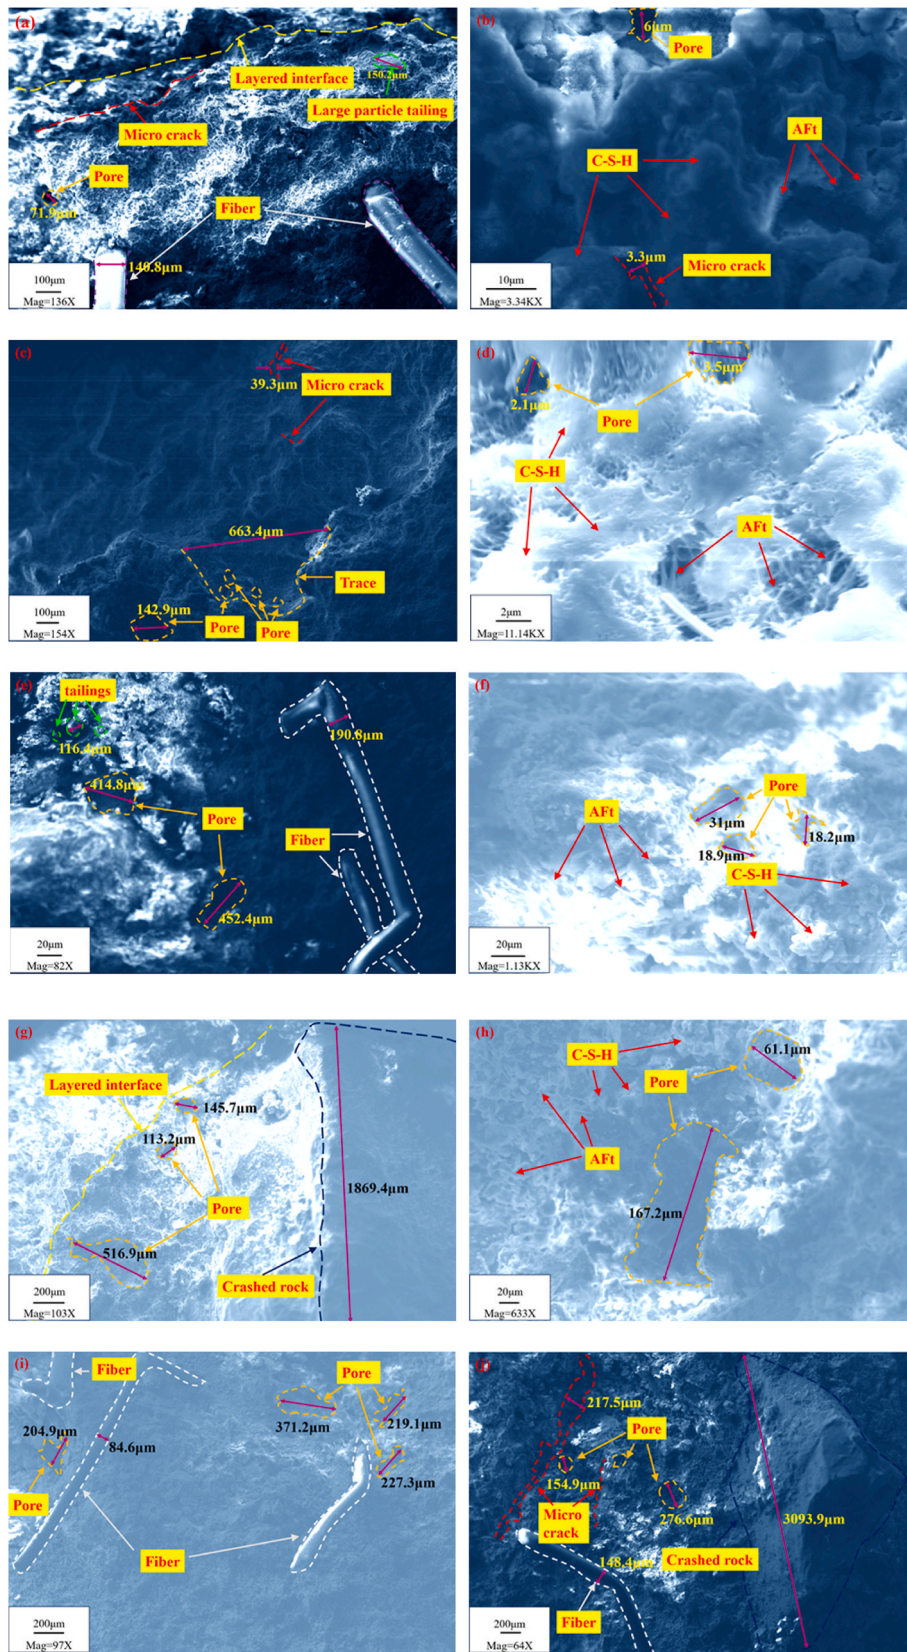 (a)
Layered interface
150.2μm
Large particle tailing
Micro crack
Pore
71.9μm
Fiber
140.8μm
100μm
Mag=136X
(b)
6μm
Pore
AFt
C-S-H
3.3μm
Micro crack
10μm
Mag=3.34KX
(c)
39.3μm
Micro crack
663.4μm
Trace
142.9μm
Pore
Pore
100μm
Mag=154X
(d)
3.5μm
2.1μm
Pore
C-S-H
AFt
2μm
Mag=11.14KX
(e)
tailings
116.4μm
190.8μm
414.8μm
Pore
Fiber
452.4μm
20μm
Mag=82X
(f)
Pore
AFt
31μm
18.2μm
18.9μm
C-S-H
20μm
Mag=1.13KX
(g)
Layered interface
145.7μm
113.2μm
1869.4μm
Pore
516.9μm
Crashed rock
200μm
Mag=103X
(h)
C-S-H
61.1μm
Pore
AFt
167.2μm
20μm
Mag=633X
(i)
Fiber
Pore
371.2μm
219.1μm
204.9μm
84.6μm
227.3μm
Pore
Fiber
200μm
Mag=97X
(j)
217.5μm
Pore
154.9μm
Micro
crack
276.6μm
3093.9μm
148.4μm
Crashed rock
Fiber
200μm
Mag=64X